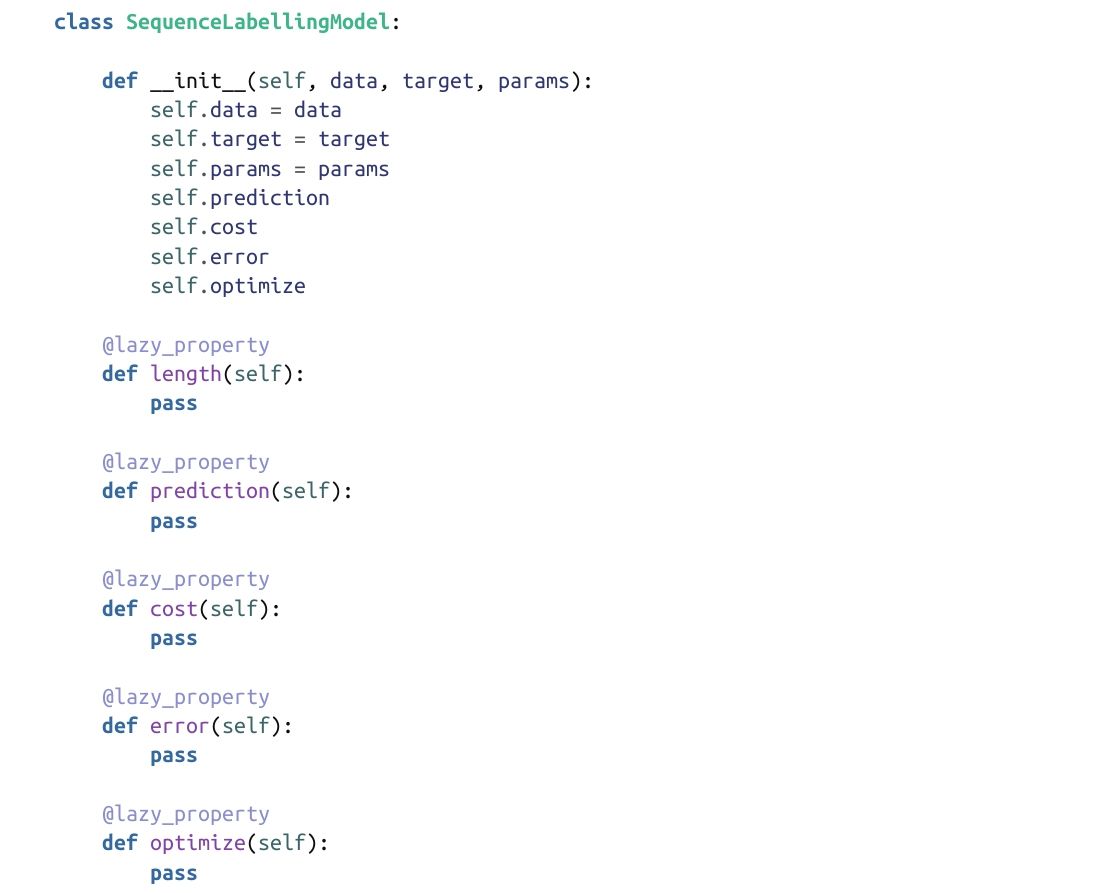 class SequenceLabellingModel:
def __init__(self, data, target, params):
self.data = data
self.target = target
self.params = params
self.prediction
self.cost
self.error
self.optimize
@lazy_property
def length(self):
pass
@lazy_property
def prediction(self):
pass
@lazy_property
def cost(self):
pass
@lazy_property
def error(self):
pass
@lazy_property
def optimize(self):
pass